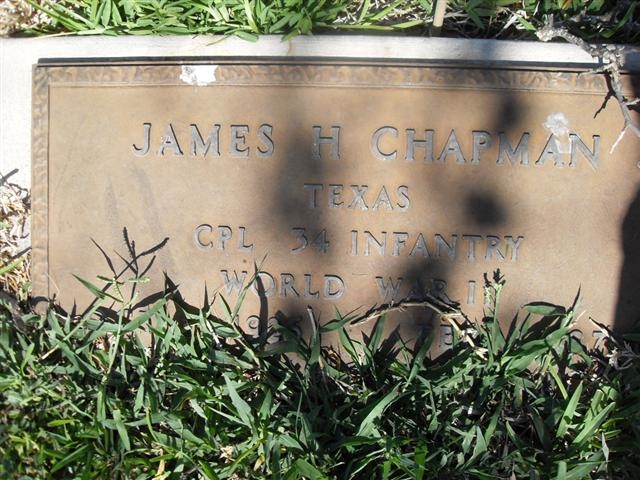 JAMES H CHAPMAN
TEXAS
CPL 34 INFANTRY
WORLD WAR I